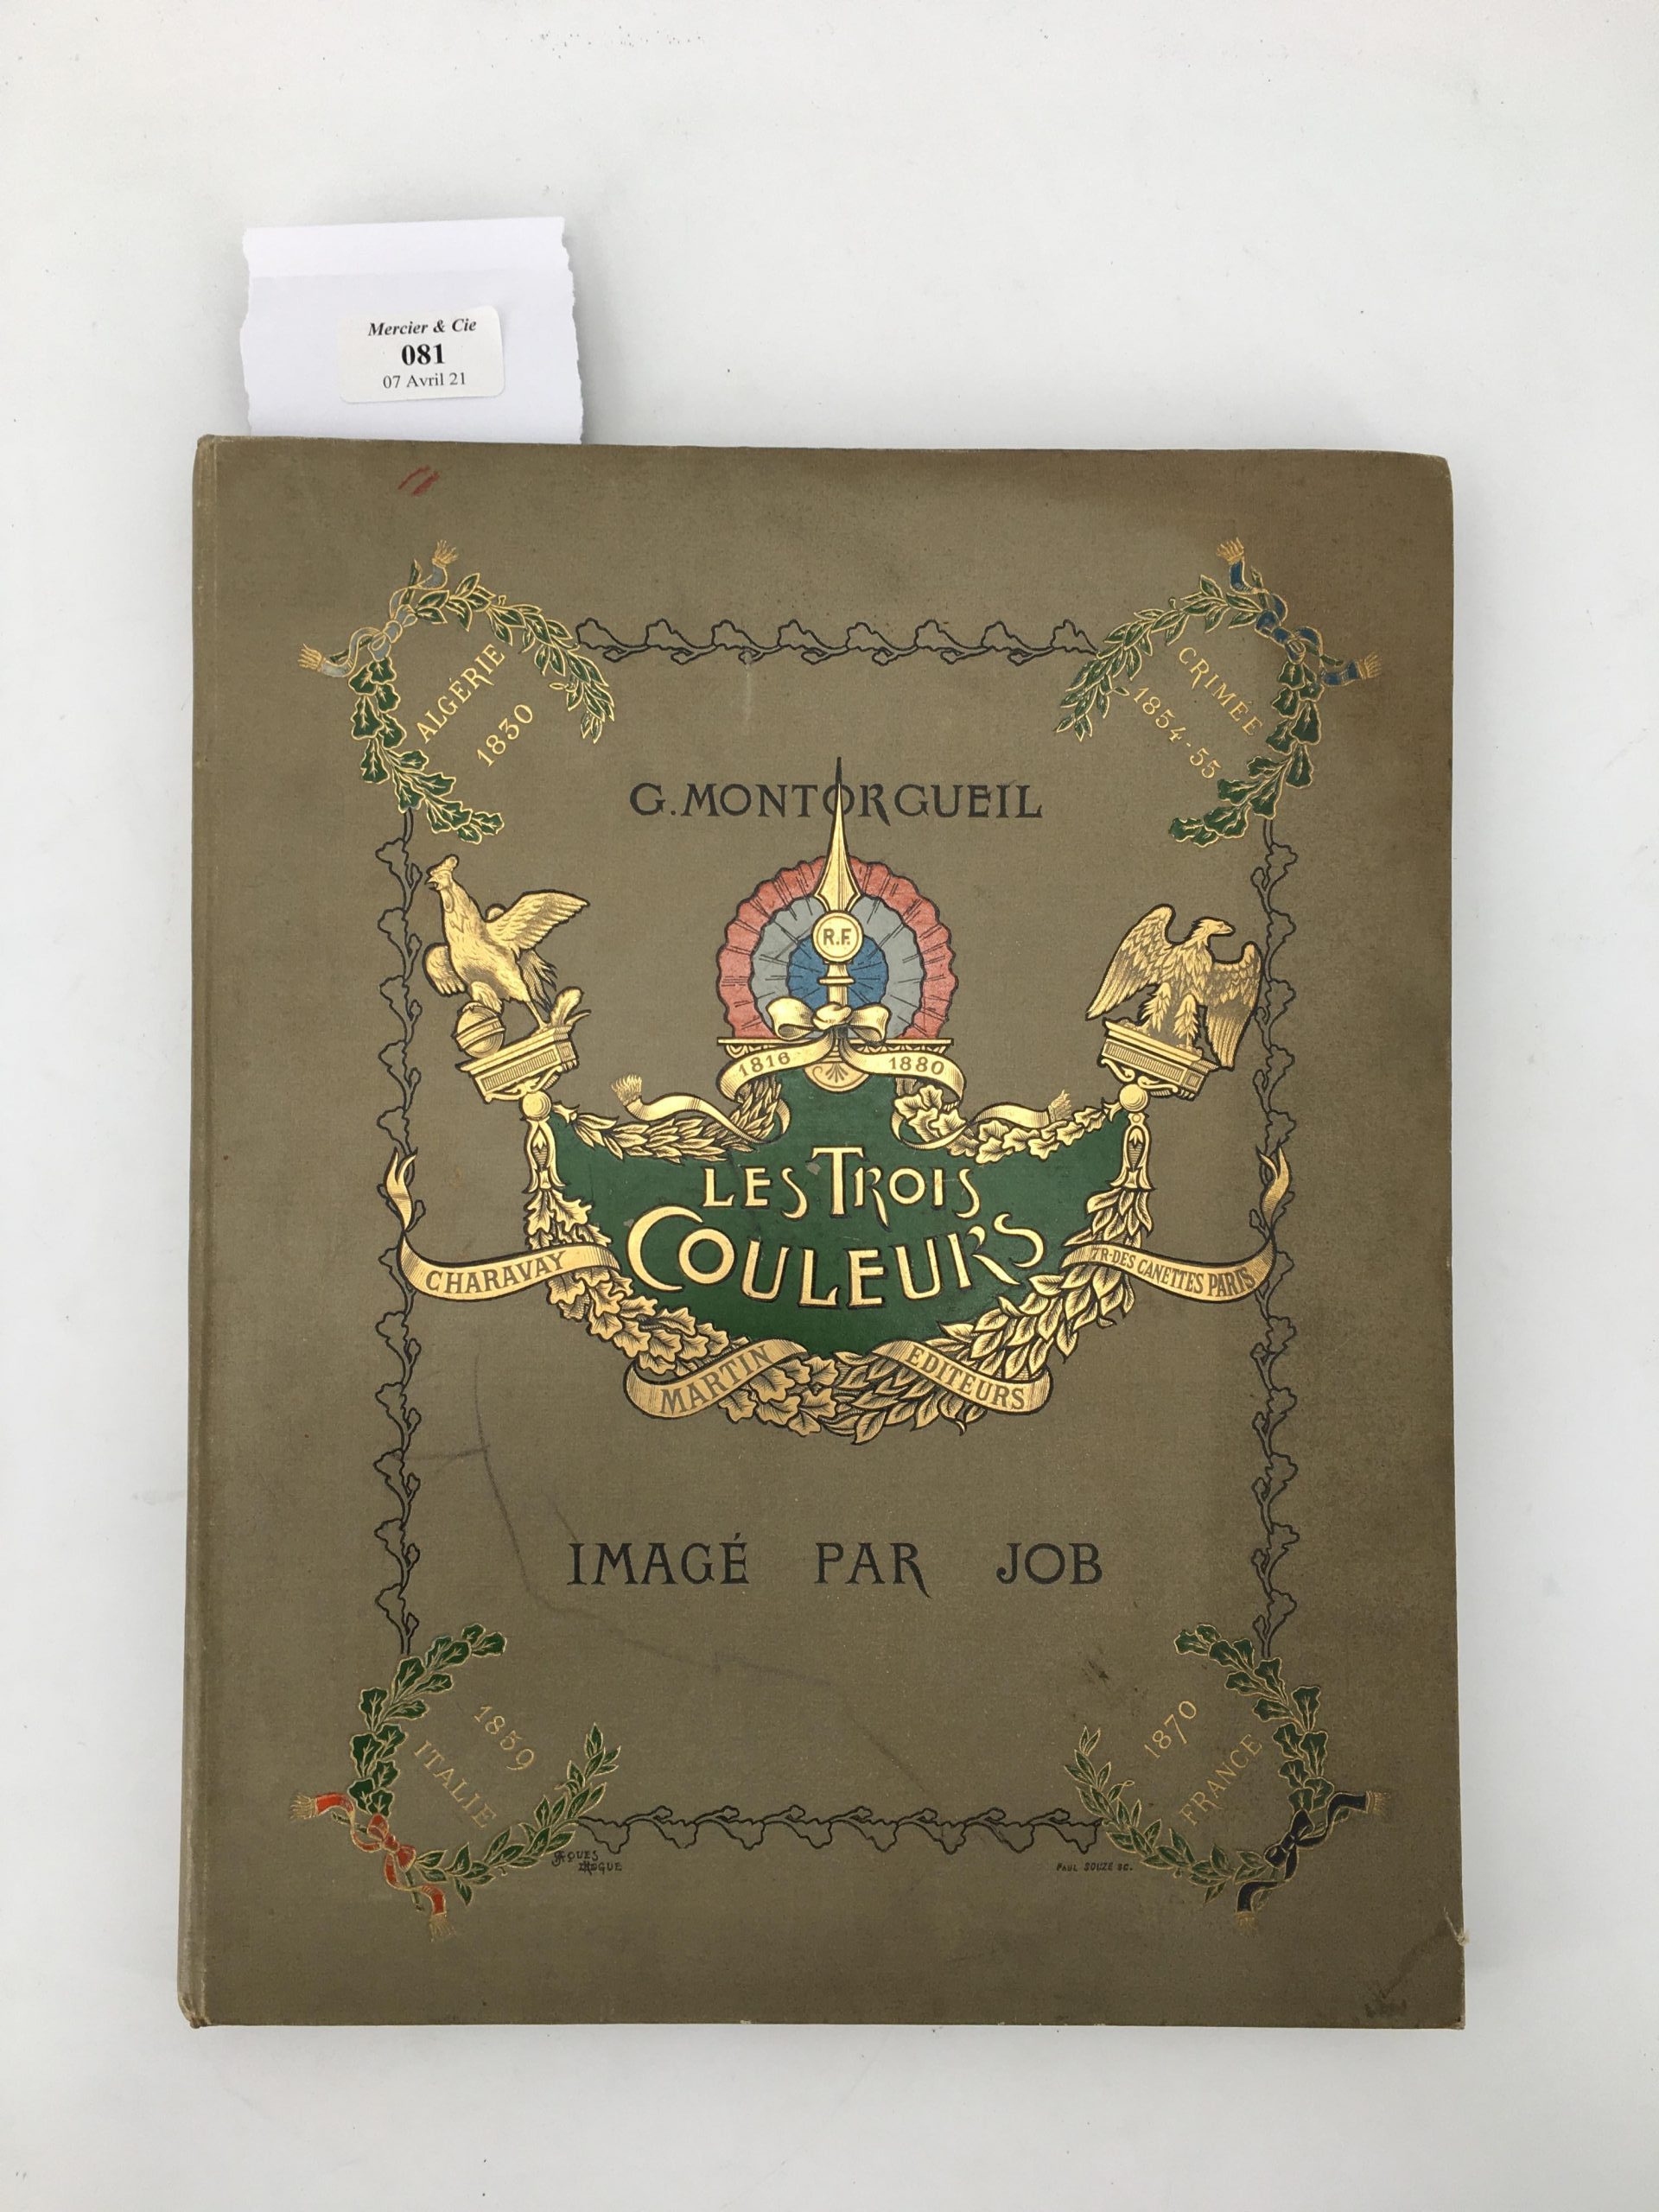 Mercier & Cie
081
07 Avril 21
ALGÉRIE
1830
CRIMÉE
1854-55
G. MONTORGUEIL
R.F.
1816 1880
LES TROIS
COULEURS
CHARAVAY
7 R·DES CANETTES PARIS
MARTIN
EDITEURS
IMAGÉ PAR JOB
1859
ITALIE
1870
FRANCE
PAUL SOUZE SC.